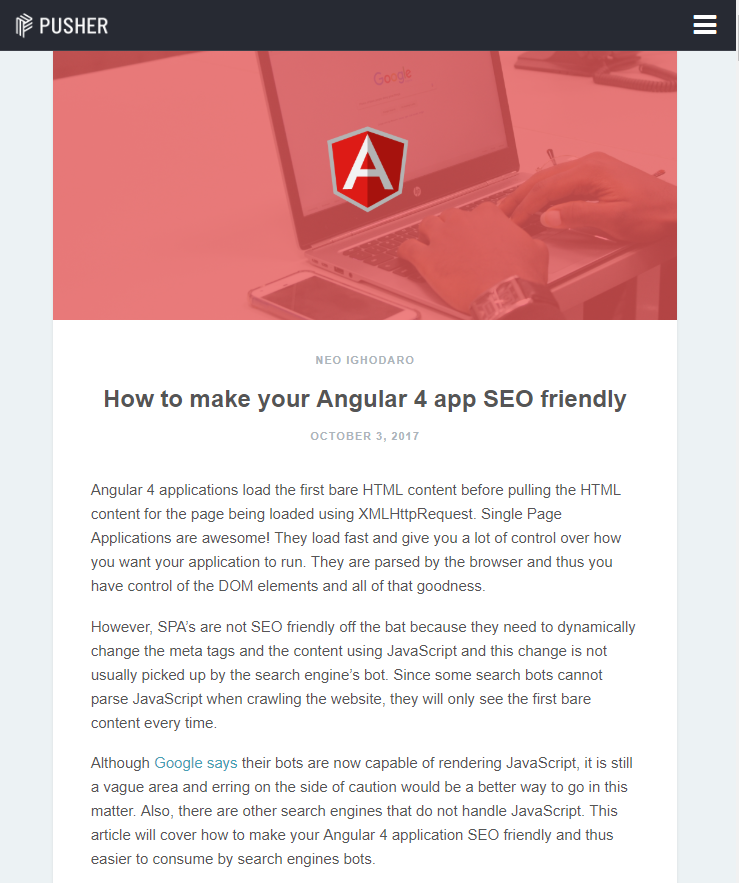 PUSHER
Google
A
NEO IGHODARO
How to make your Angular 4 app SEO friendly
OCTOBER 3, 2017
Angular 4 applications load the first bare HTML content before pulling the HTML
content for the page being loaded using XMLHttpRequest. Single Page
Applications are awesome! They load fast and give you a lot of control over how
you want your application to run. They are parsed by the browser and thus you
have control of the DOM elements and all of that goodness.
However, SPA’s are not SEO friendly off the bat because they need to dynamically
change the meta tags and the content using JavaScript and this change is not
usually picked up by the search engine’s bot. Since some search bots cannot
parse JavaScript when crawling the website, they will only see the first bare
content every time.
Although Google says their bots are now capable of rendering JavaScript, it is still
a vague area and erring on the side of caution would be a better way to go in this
matter. Also, there are other search engines that do not handle JavaScript. This
article will cover how to make your Angular 4 application SEO friendly and thus
easier to consume by search engines bots.